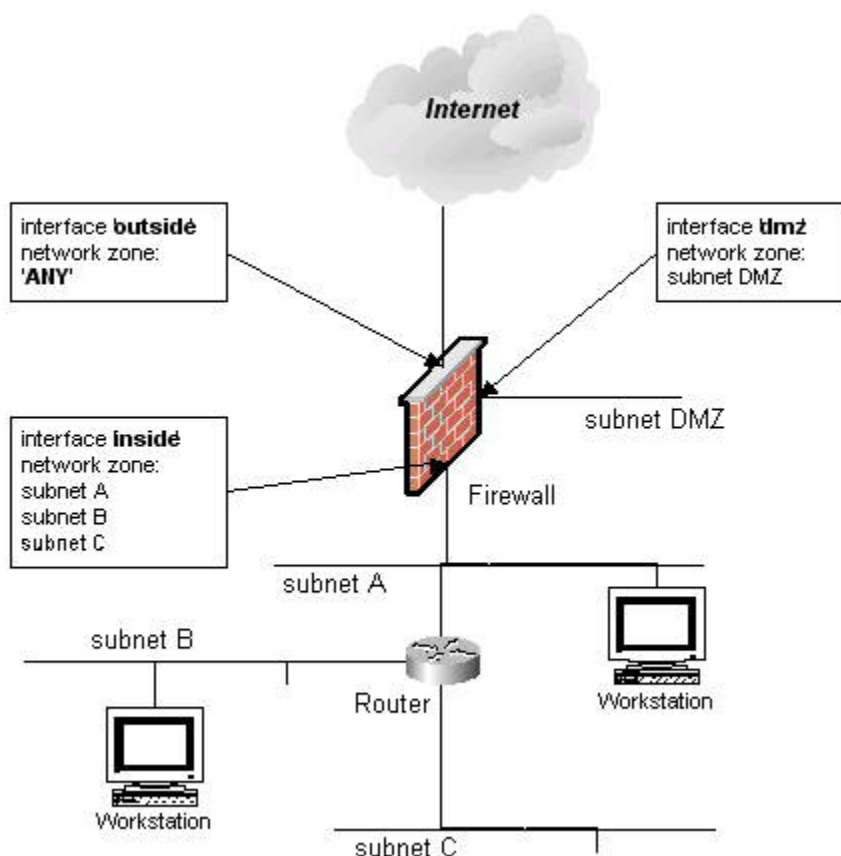 Internet
interface 'outside'
network zone:
'ANY'
interface 'dmz'
network zone:
subnet DMZ
subnet DMZ
interface 'inside'
network zone:
subnet A
subnet B
subnet C
Firewall
subnet A
subnet B
Router
Workstation
Workstation
subnet C